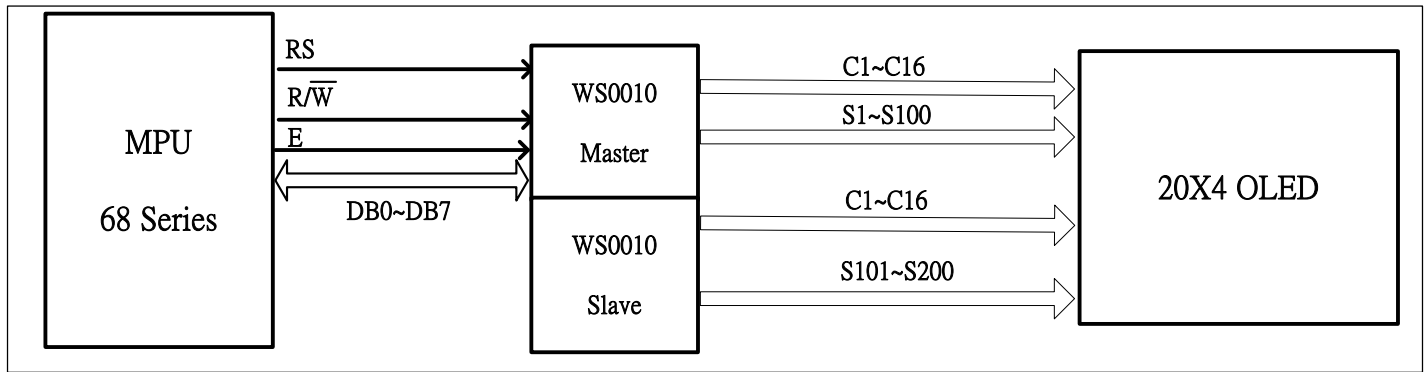 MPU
68 Series
RS
R/W̅
E
DB0~DB7
WS0010
Master
WS0010
Slave
C1~C16
S1~S100
C1~C16
S101~S200
20X4 OLED